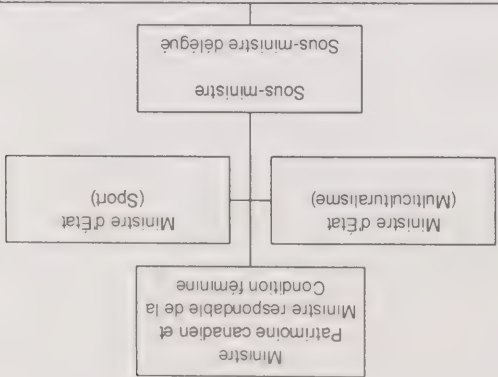 Ministre
Patrimoine canadien et
Ministre respondable de la
Condition féminine
Ministre d'État
(Multiculturalisme)
Ministre d'État
(Sport)
Sous-ministre
Sous-ministre délégué